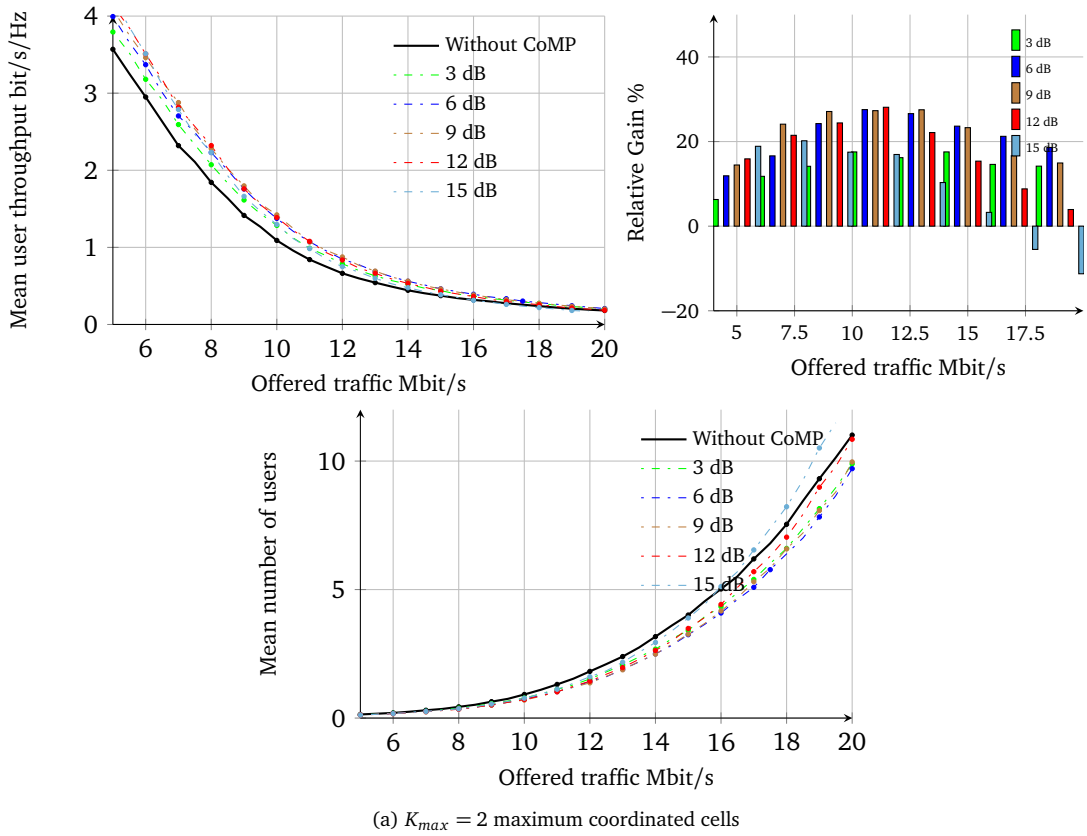 Mean user throughput bit/s/Hz
4
3
2
1
0
6 8 10 12 14 16 18 20
Offered traffic Mbit/s
Without CoMP
3 dB
6 dB
9 dB
12 dB
15 dB
Relative Gain %
40
20
0
−20
5 7.5 10 12.5 15 17.5
Offered traffic Mbit/s
3 dB
6 dB
9 dB
12 dB
15 dB
Mean number of users
10
5
0
6 8 10 12 14 16 18 20
Offered traffic Mbit/s
Without CoMP
3 dB
6 dB
9 dB
12 dB
15 dB
(a) K_max = 2 maximum coordinated cells